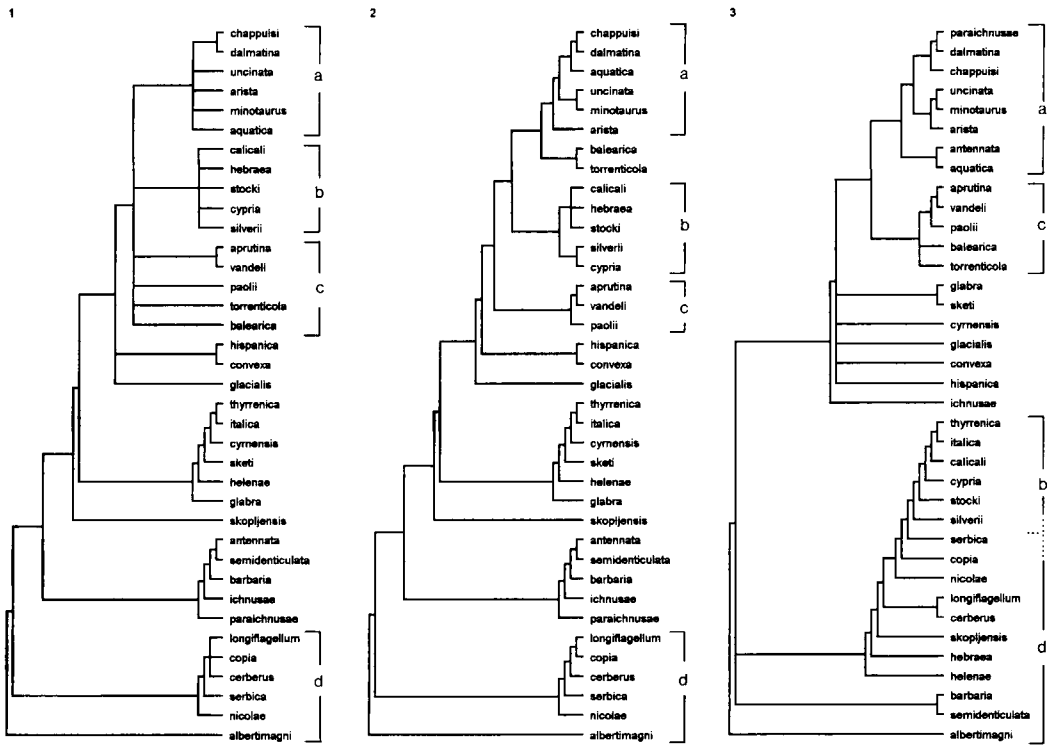 1
chappuisi
dalmatina
uncinata
arista
minotaurus
aquatica
a
calicali
hebraea
stocki
cypria
silverii
b
aprutina
vandeli
paolii
torrenticola
balearica
c
hispanica
convexa
glacialis
thyrrenica
italica
cyrnensis
sketi
helenae
glabra
skopljensis
antennata
semidenticulata
barbaria
ichnusae
paraichnusae
longiflagellum
copia
cerberus
serbica
nicolae
albertimagni
d
2
chappuisi
dalmatina
aquatica
uncinata
minotaurus
arista
a
balearica
torrenticola
calicali
hebraea
stocki
silverii
cypria
b
aprutina
vandeli
paolii
c
hispanica
convexa
glacialis
thyrrenica
italica
cyrnensis
sketi
helenae
glabra
skopljensis
antennata
semidenticulata
barbaria
ichnusae
paraichnusae
longiflagellum
copia
cerberus
serbica
nicolae
albertimagni
d
3
paraichnusae
dalmatina
chappuisi
uncinata
minotaurus
arista
antennata
aquatica
a
aprutina
vandeli
paolii
balearica
torrenticola
c
glabra
sketi
cyrnensis
glacialis
convexa
hispanica
ichnusae
thyrrenica
italica
calicali
cypria
stocki
silverii
b
serbica
copia
nicolae
longiflagellum
cerberus
skopljensis
hebraea
helenae
barbaria
semidenticulata
albertimagni
d